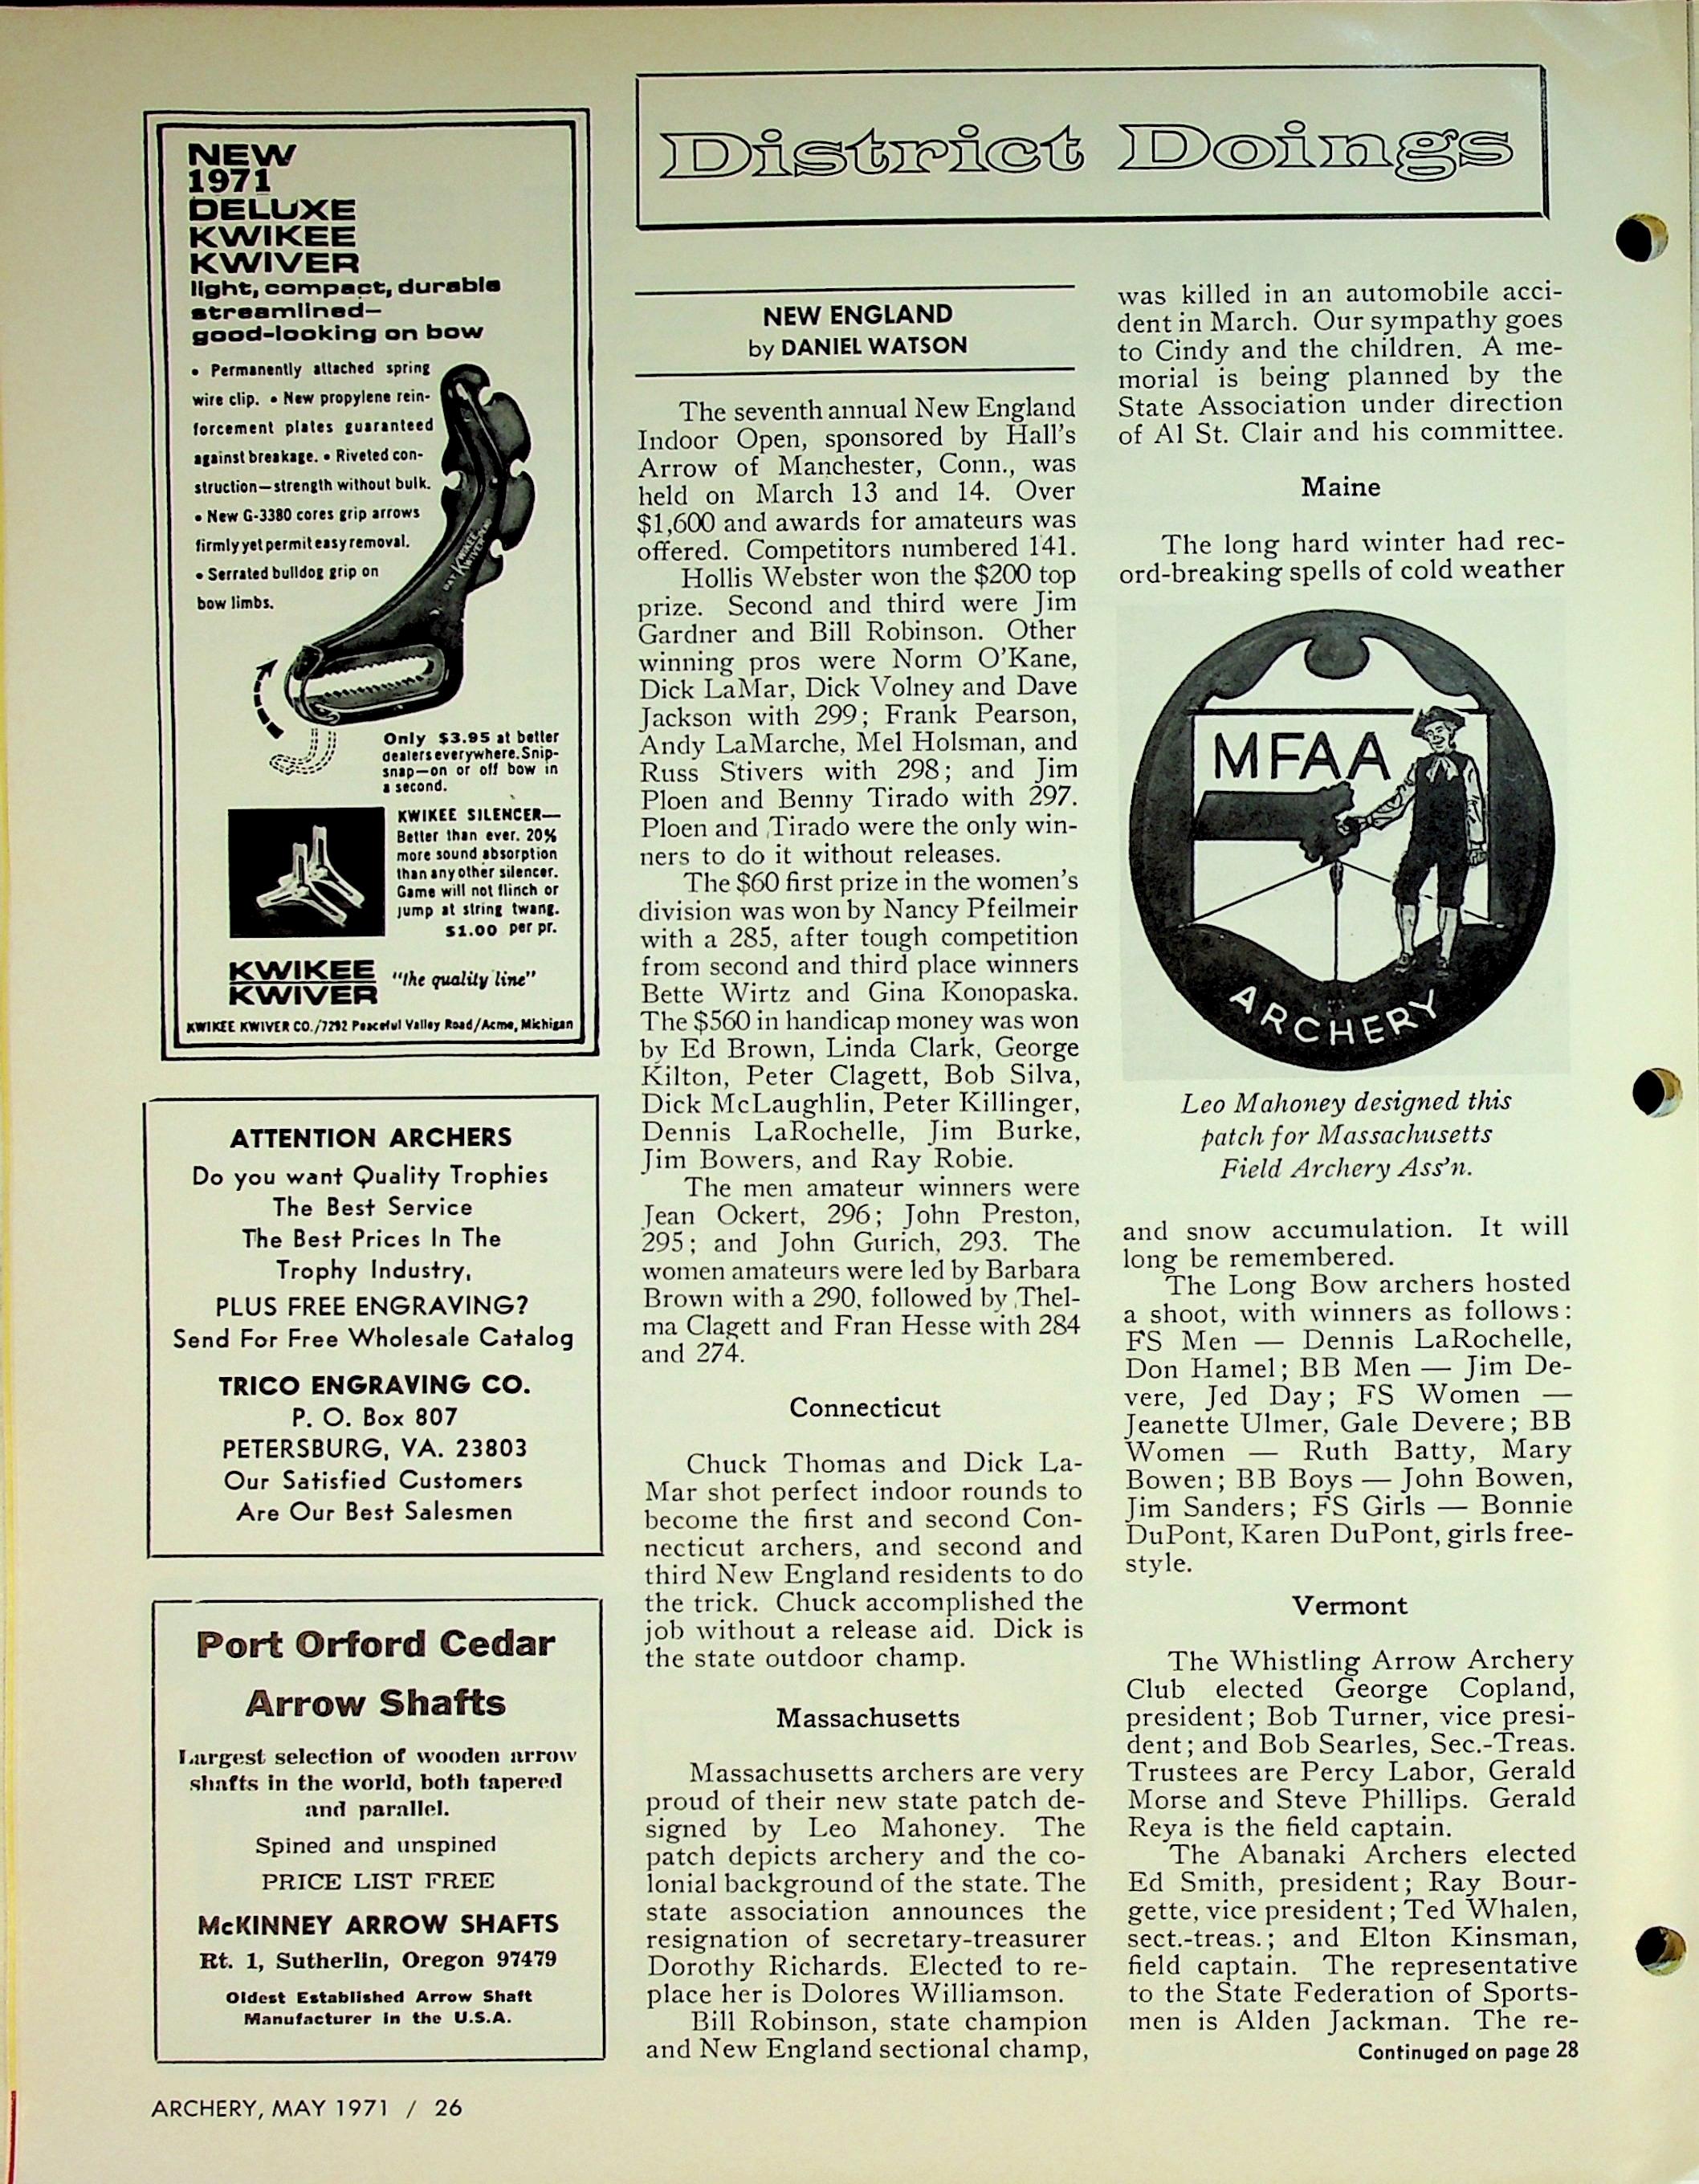 NEW
1971
DELUXE
KWIKEE
KWIVER
light, compact, durable
streamlined—
good-looking on bow
• Permanently attached spring
wire clip. • New propylene rein-
forcement plates guaranteed
against breakage. • Riveted con-
struction—strength without bulk.
• New G-3380 cores grip arrows
firmly yet permit easy removal.
• Serrated bulldog grip on
bow limbs.
KWIKEE
KWIVER
Only $3.95 at better
dealers everywhere. Snip-
snap—on or off bow in
a second.
KWIKEE SILENCER—
Better than ever. 20%
more sound absorption
than any other silencer.
Game will not flinch or
jump at string twang.
$1.00 per pr.
KWIKEE
KWIVER
"the quality line"
KWIKEE KWIVER CO./7292 Peaceful Valley Road/Acme, Michigan
ATTENTION ARCHERS
Do you want Quality Trophies
The Best Service
The Best Prices In The
Trophy Industry,
PLUS FREE ENGRAVING?
Send For Free Wholesale Catalog
TRICO ENGRAVING CO.
P. O. Box 807
PETERSBURG, VA. 23803
Our Satisfied Customers
Are Our Best Salesmen
Port Orford Cedar
Arrow Shafts
Largest selection of wooden arrow
shafts in the world, both tapered
and parallel.
Spined and unspined
PRICE LIST FREE
McKINNEY ARROW SHAFTS
Rt. 1, Sutherlin, Oregon 97479
Oldest Established Arrow Shaft
Manufacturer in the U.S.A.
District Doings
NEW ENGLAND
by DANIEL WATSON
The seventh annual New England
Indoor Open, sponsored by Hall's
Arrow of Manchester, Conn., was
held on March 13 and 14. Over
$1,600 and awards for amateurs was
offered. Competitors numbered 141.
Hollis Webster won the $200 top
prize. Second and third were Jim
Gardner and Bill Robinson. Other
winning pros were Norm O'Kane,
Dick LaMar, Dick Volney and Dave
Jackson with 299; Frank Pearson,
Andy LaMarche, Mel Holsman, and
Russ Stivers with 298; and Jim
Ploen and Benny Tirado with 297.
Ploen and Tirado were the only win-
ners to do it without releases.
The $60 first prize in the women's
division was won by Nancy Pfeilmeir
with a 285, after tough competition
from second and third place winners
Bette Wirtz and Gina Konopaska.
The $560 in handicap money was won
by Ed Brown, Linda Clark, George
Kilton, Peter Clagett, Bob Silva,
Dick McLaughlin, Peter Killinger,
Dennis LaRochelle, Jim Burke,
Jim Bowers, and Ray Robie.
The men amateur winners were
Jean Ockert, 296; John Preston,
295; and John Gurich, 293. The
women amateurs were led by Barbara
Brown with a 290, followed by Thel-
ma Clagett and Fran Hesse with 284
and 274.
Connecticut
Chuck Thomas and Dick La-
Mar shot perfect indoor rounds to
become the first and second Con-
necticut archers, and second and
third New England residents to do
the trick. Chuck accomplished the
job without a release aid. Dick is
the state outdoor champ.
Massachusetts
Massachusetts archers are very
proud of their new state patch de-
signed by Leo Mahoney. The
patch depicts archery and the co-
lonial background of the state. The
state association announces the
resignation of secretary-treasurer
Dorothy Richards. Elected to re-
place her is Dolores Williamson.
Bill Robinson, state champion
and New England sectional champ,
was killed in an automobile acci-
dent in March. Our sympathy goes
to Cindy and the children. A me-
morial is being planned by the
State Association under direction
of Al St. Clair and his committee.
Maine
The long hard winter had rec-
ord-breaking spells of cold weather
MFAA
ARCHERY
Leo Mahoney designed this
patch for Massachusetts
Field Archery Ass'n.
and snow accumulation. It will
long be remembered.
The Long Bow archers hosted
a shoot, with winners as follows:
FS Men — Dennis LaRochelle,
Don Hamel; BB Men — Jim De-
vere, Jed Day; FS Women —
Jeanette Ulmer, Gale Devere; BB
Women — Ruth Batty, Mary
Bowen; BB Boys — John Bowen,
Jim Sanders; FS Girls — Bonnie
DuPont, Karen DuPont, girls free-
style.
Vermont
The Whistling Arrow Archery
Club elected George Copland,
president; Bob Turner, vice presi-
dent; and Bob Searles, Sec.-Treas.
Trustees are Percy Labor, Gerald
Morse and Steve Phillips. Gerald
Reya is the field captain.
The Abanaki Archers elected
Ed Smith, president; Ray Bour-
gette, vice president; Ted Whalen,
sect.-treas.; and Elton Kinsman,
field captain. The representative
to the State Federation of Sports-
men is Alden Jackman. The re-
Continuged on page 28
ARCHERY, MAY 1971 / 26